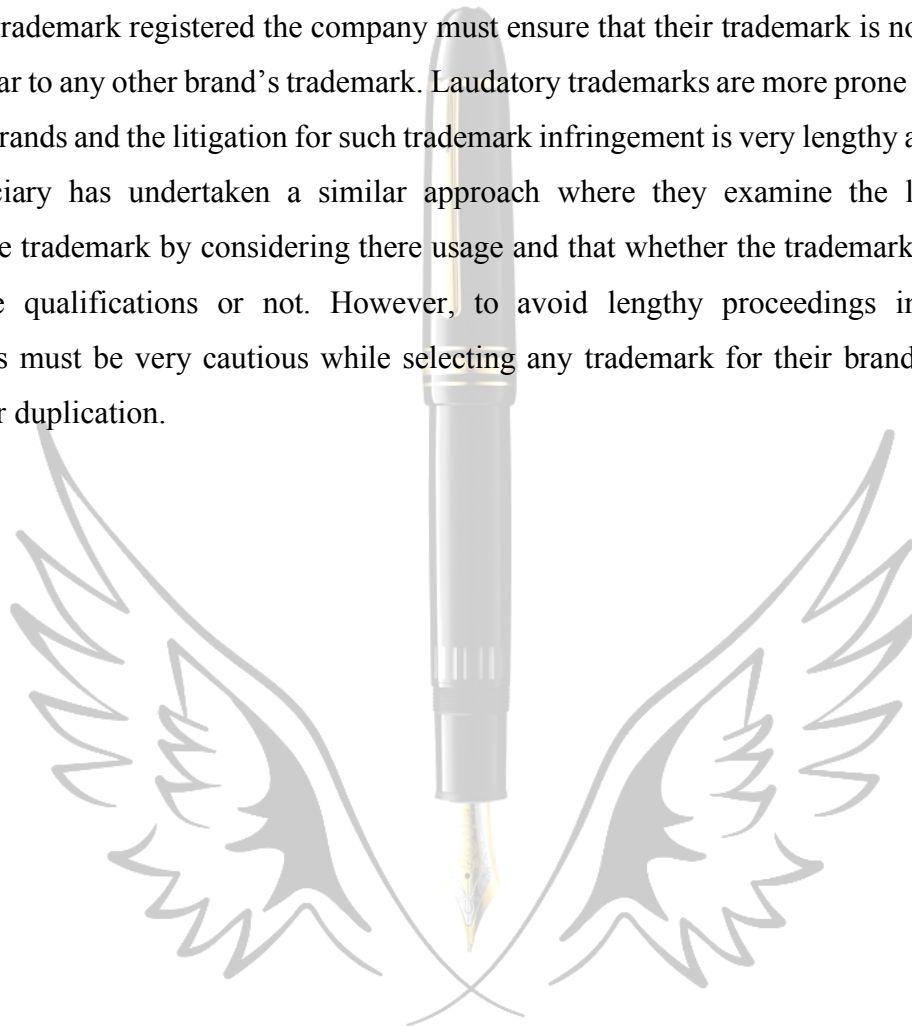 rademark registered the company must ensure that their trademark is no
ar to any other brand’s trademark. Laudatory trademarks are more prone
rands and the litigation for such trademark infringement is very lengthy a
ciary has undertaken a similar approach where they examine the l
e trademark by considering there usage and that whether the trademark
e qualifications or not. However, to avoid lengthy proceedings in
s must be very cautious while selecting any trademark for their brand
r duplication.